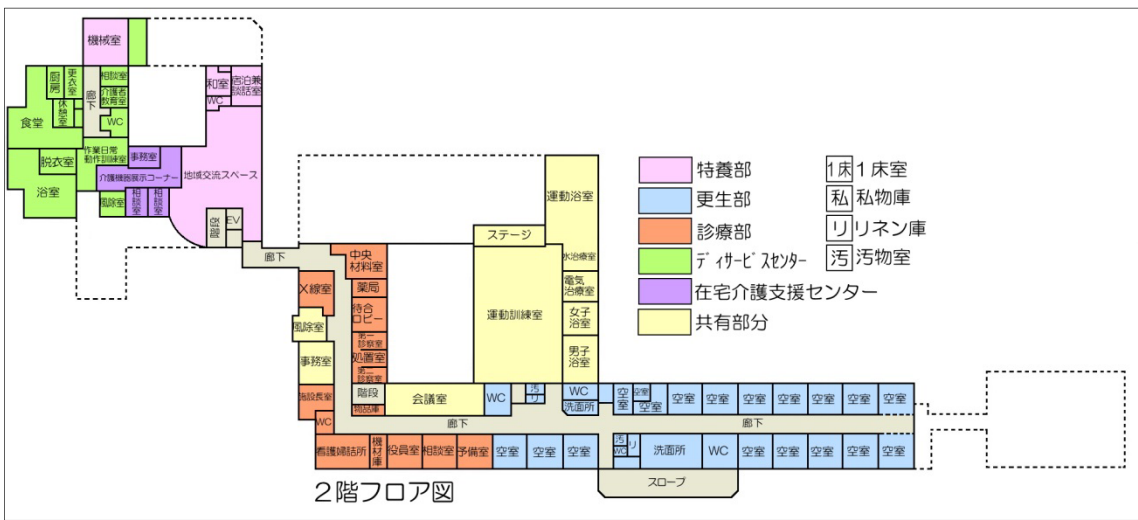 機械室
厨房
更衣室
相談室
介護者
教育室
休憩室
廊下
WC
食堂
脱衣室
浴室
作業日常
動作訓練室
事務室
介護機器展示コーナー
風除室
相談室
相談室
和室
宿泊兼
談話室
WC
地域交流スペース
階段
EV
廊下
中央
材料室
X線室
薬局
待合
ロビー
風除室
第一
診察室
処置室
事務室
第二
診察室
施設長室
階段
物品庫
WC
会議室
ステージ
運動訓練室
運動浴室
水治療室
電気
治療室
女子
浴室
男子
浴室
WC
汚
リ
WC
洗面所
空室
空室
空室
空室
空室
空室
空室
空室
空室
廊下
廊下
看護婦詰所
機材庫
役員室
相談室
予備室
空室
空室
空室
汚
WC
リ
洗面所
WC
空室
空室
空室
空室
空室
スロープ
2階フロア図
特養部
更生部
診療部
ディサービスセンター
在宅介護支援センター
共有部分
1床 1床室
私 私物庫
リ リネン庫
汚 汚物室